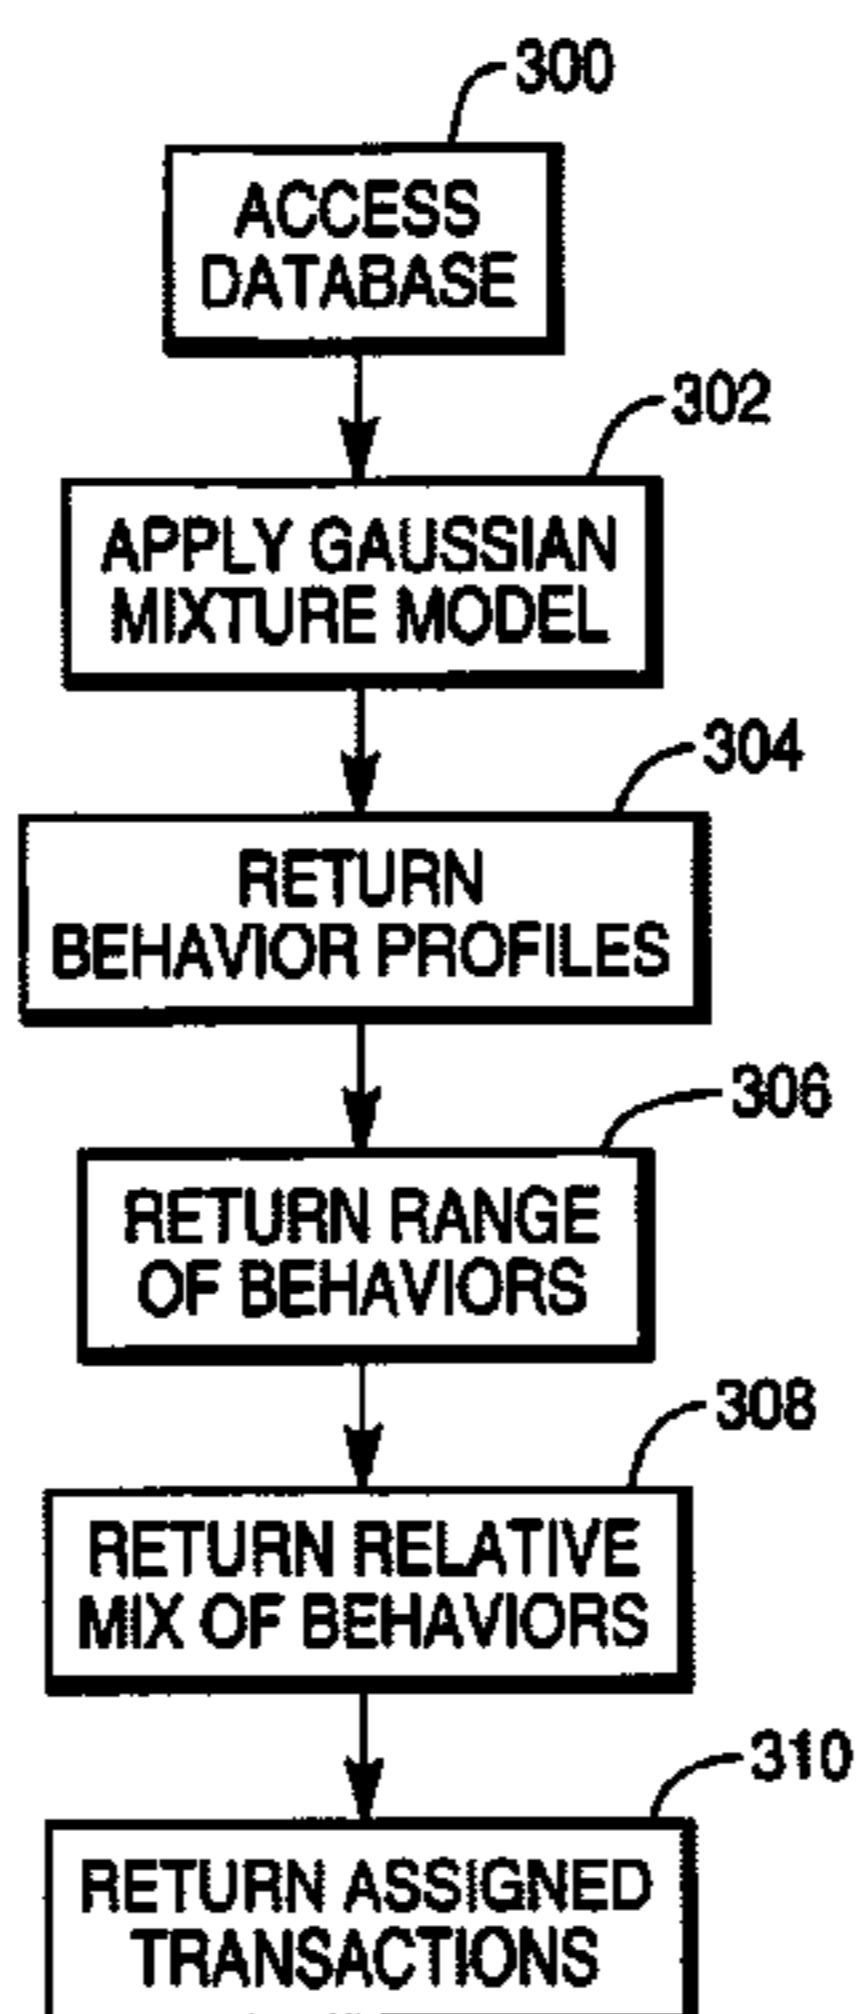 300
ACCESS
DATABASE
302
APPLY GAUSSIAN
MIXTURE MODEL
304
RETURN
BEHAVIOR PROFILES
306
RETURN RANGE
OF BEHAVIORS
308
RETURN RELATIVE
MIX OF BEHAVIORS
310
RETURN ASSIGNED
TRANSACTIONS